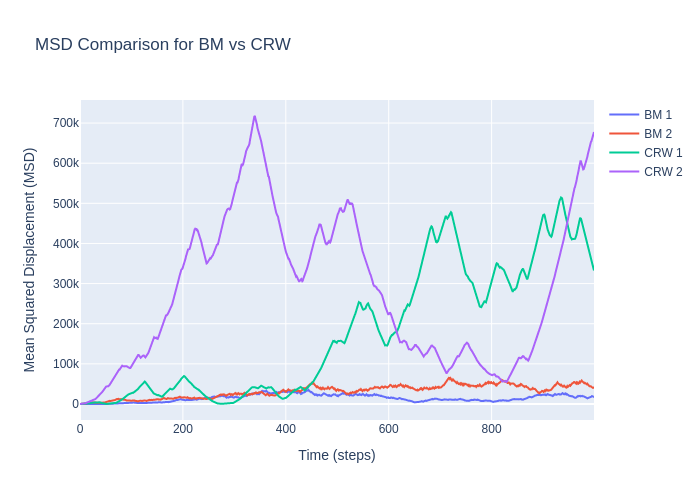 MSD Comparison for BM vs CRW
BM 1
BM 2
CRW 1
CRW 2
Mean Squared Displacement (MSD)
700k
600k
500k
400k
300k
200k
100k
0
0
200
400
600
800
Time (steps)